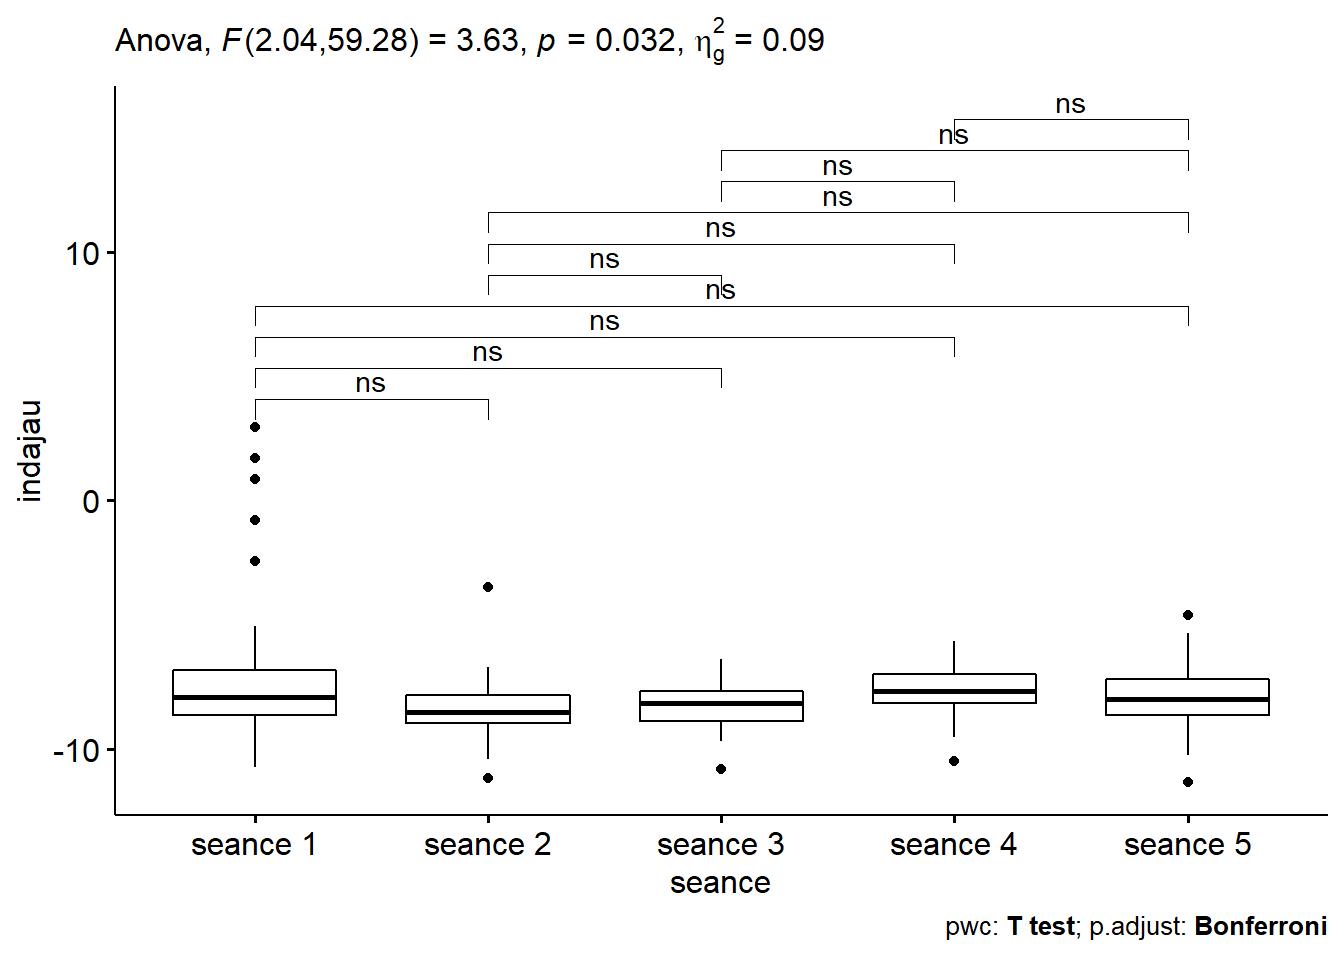 Anova, F(2.04,59.28) = 3.63, p = 0.032, η²g = 0.09
ns
ns
ns
ns
ns
ns
ns
ns
ns
ns
10
0
-10
indajau
seance 1 seance 2 seance 3 seance 4 seance 5
seance
pwc: T test; p.adjust: Bonferroni